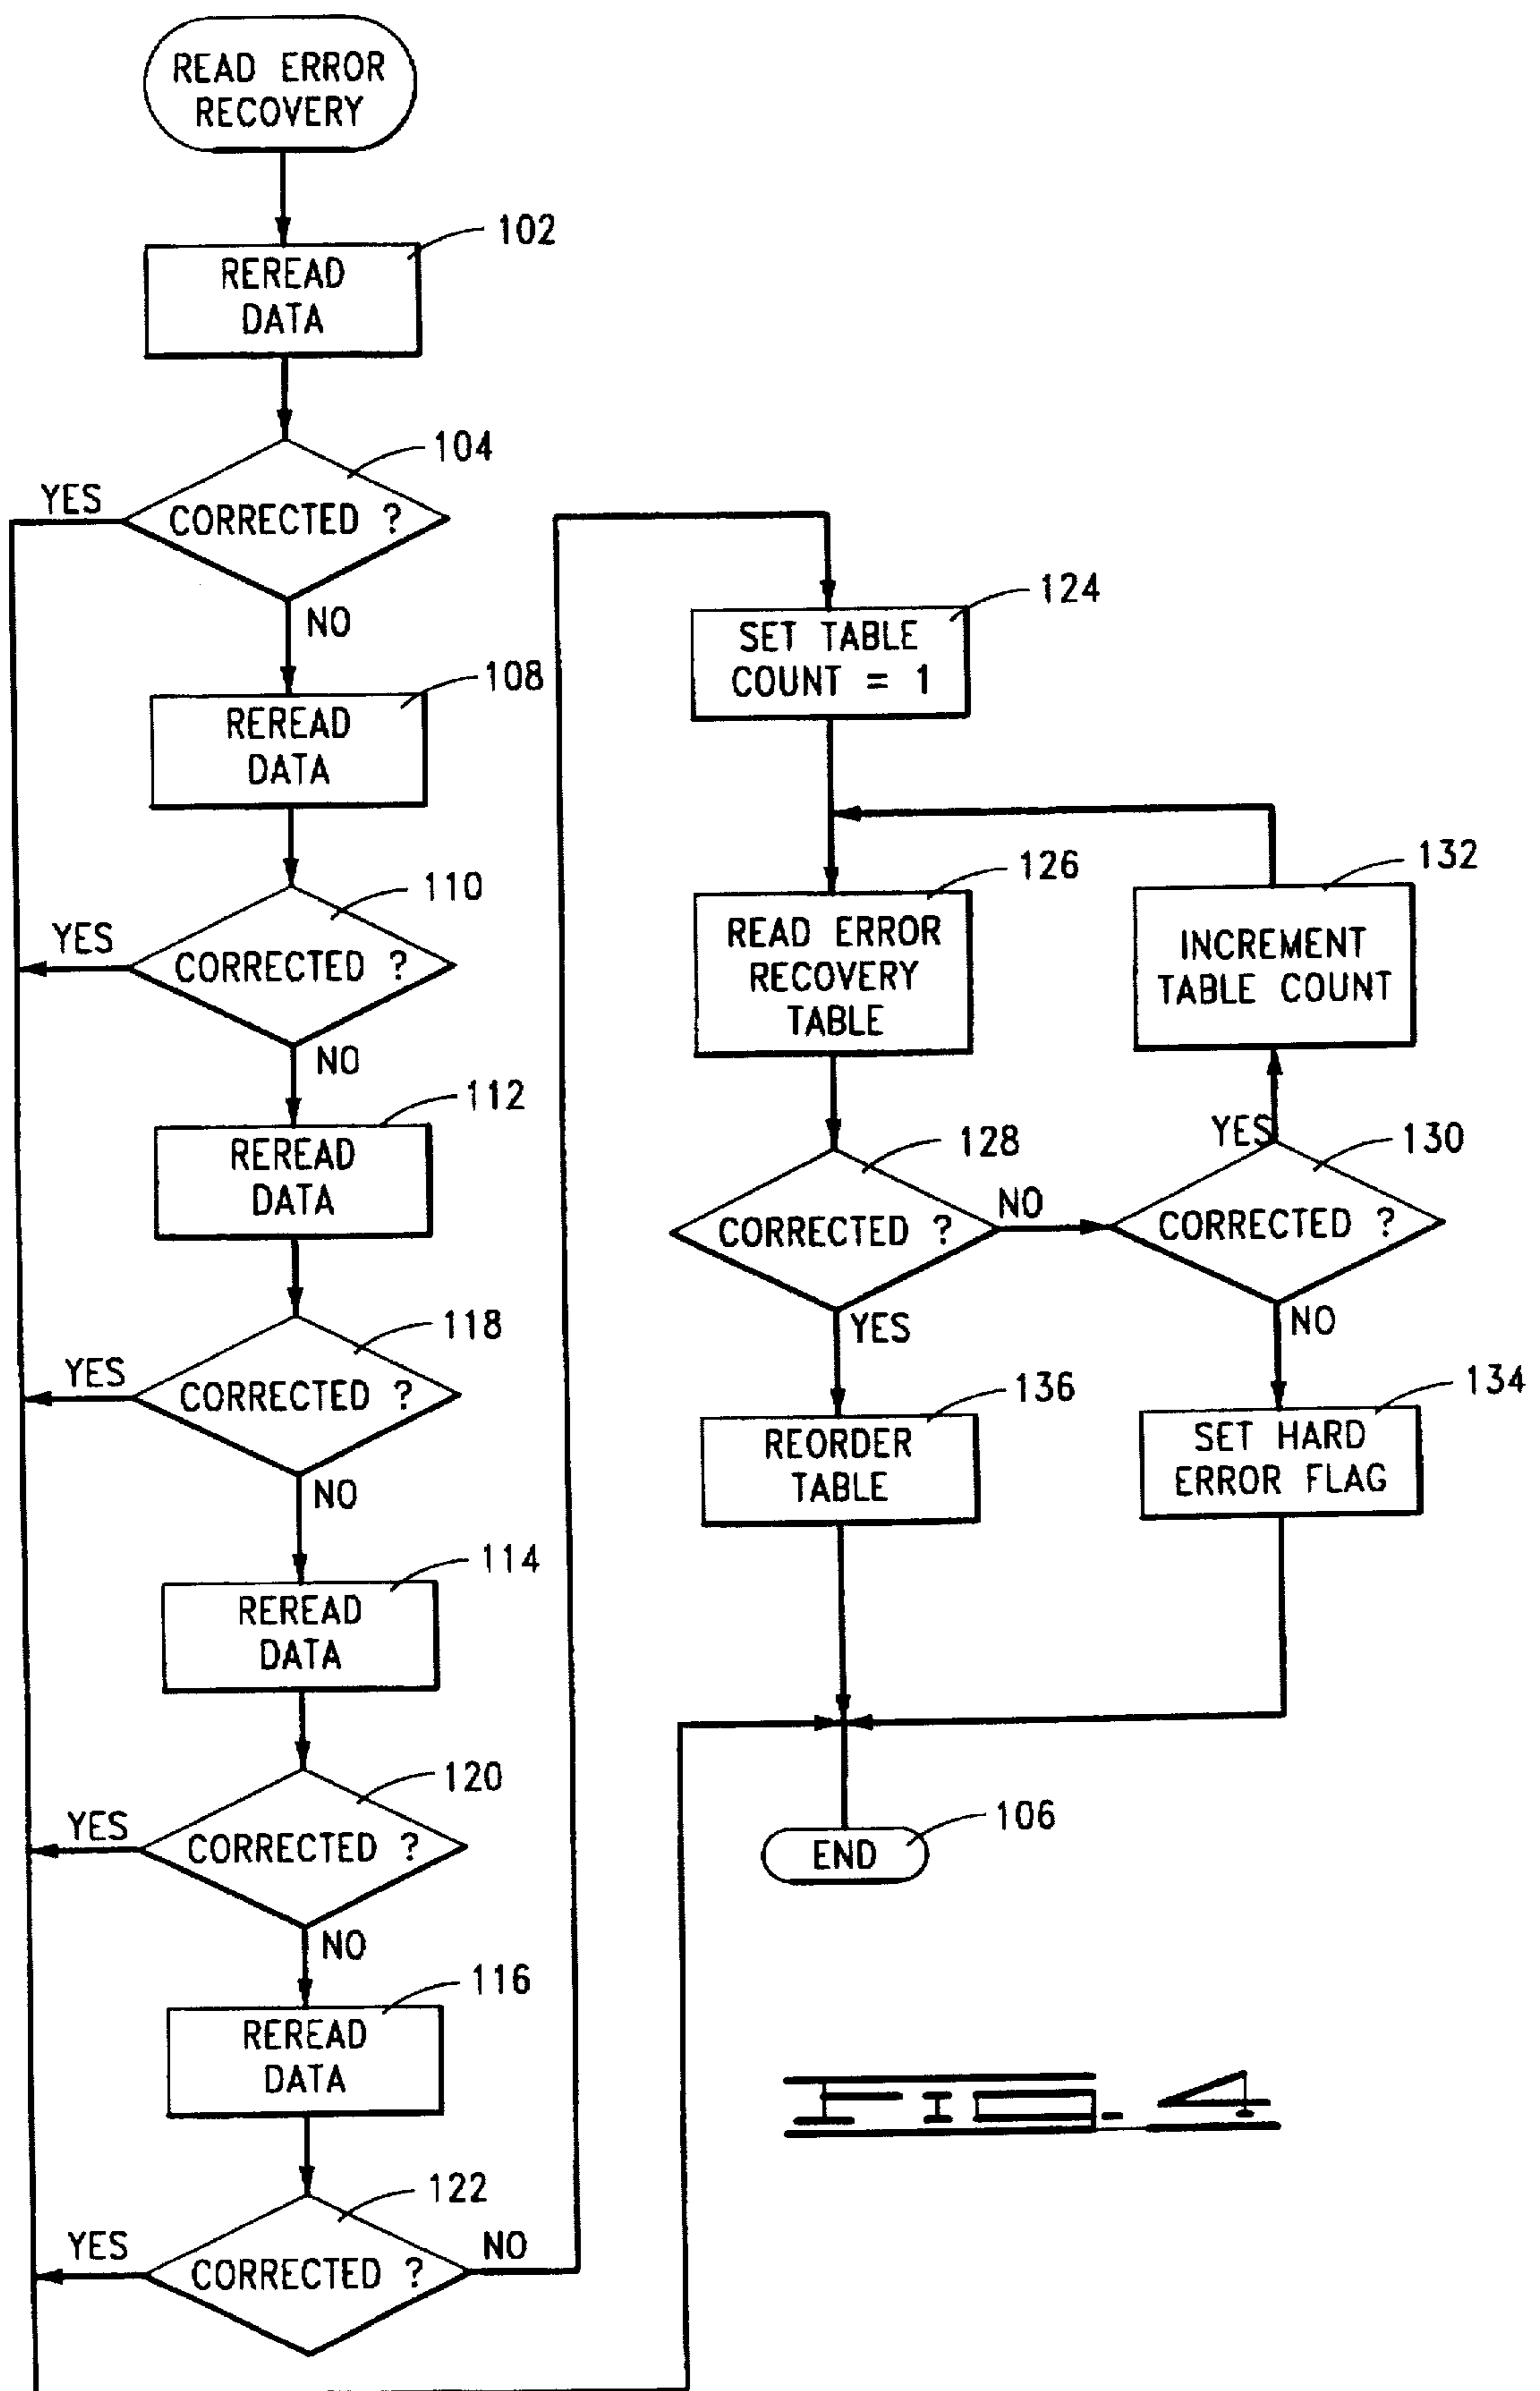 READ ERROR
RECOVERY
102
REREAD
DATA
104
YES
CORRECTED ?
NO
108
REREAD
DATA
110
YES
CORRECTED ?
NO
112
REREAD
DATA
118
YES
CORRECTED ?
NO
114
REREAD
DATA
120
YES
CORRECTED ?
NO
116
REREAD
DATA
122
YES
CORRECTED ?
NO
124
SET TABLE
COUNT = 1
126
READ ERROR
RECOVERY
TABLE
132
INCREMENT
TABLE COUNT
128
CORRECTED ?
NO
YES
130
YES
CORRECTED ?
NO
136
REORDER
TABLE
134
SET HARD
ERROR FLAG
106
END
FIG. 4